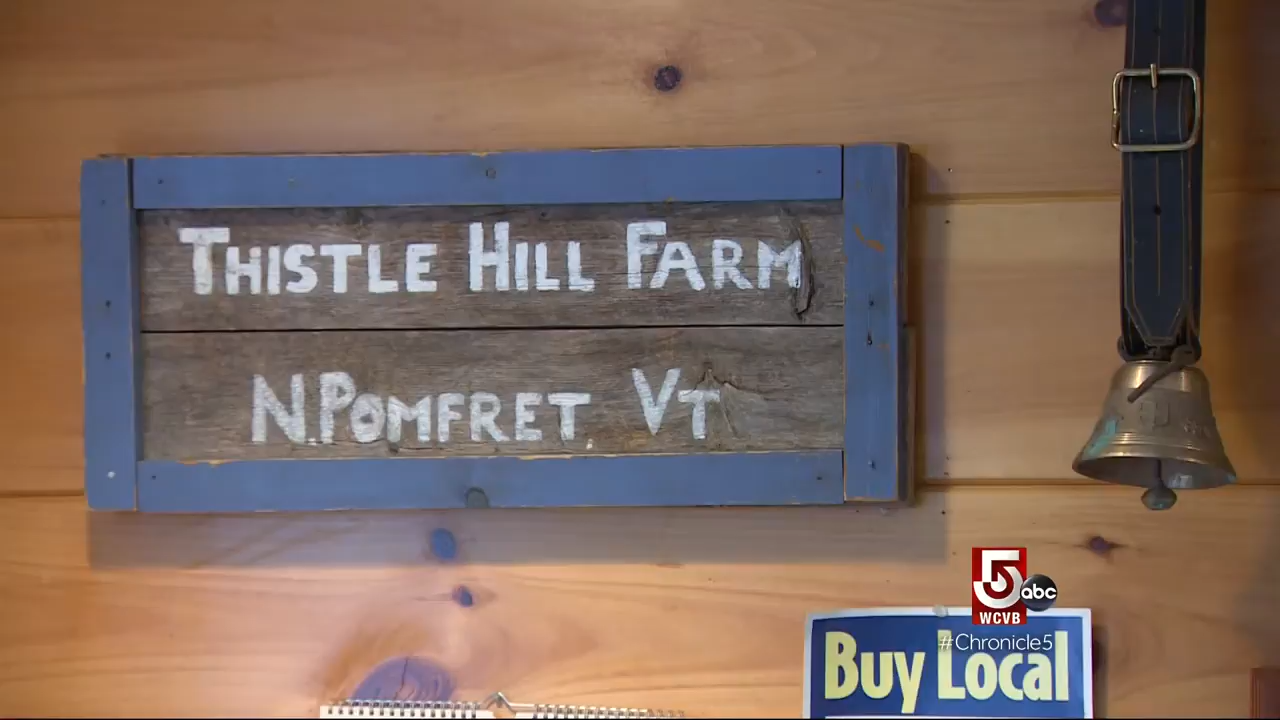 THISTLE HILL FARM
N.POMFRET VT
5 abc
WCVB
#Chronicle5
Buy Local